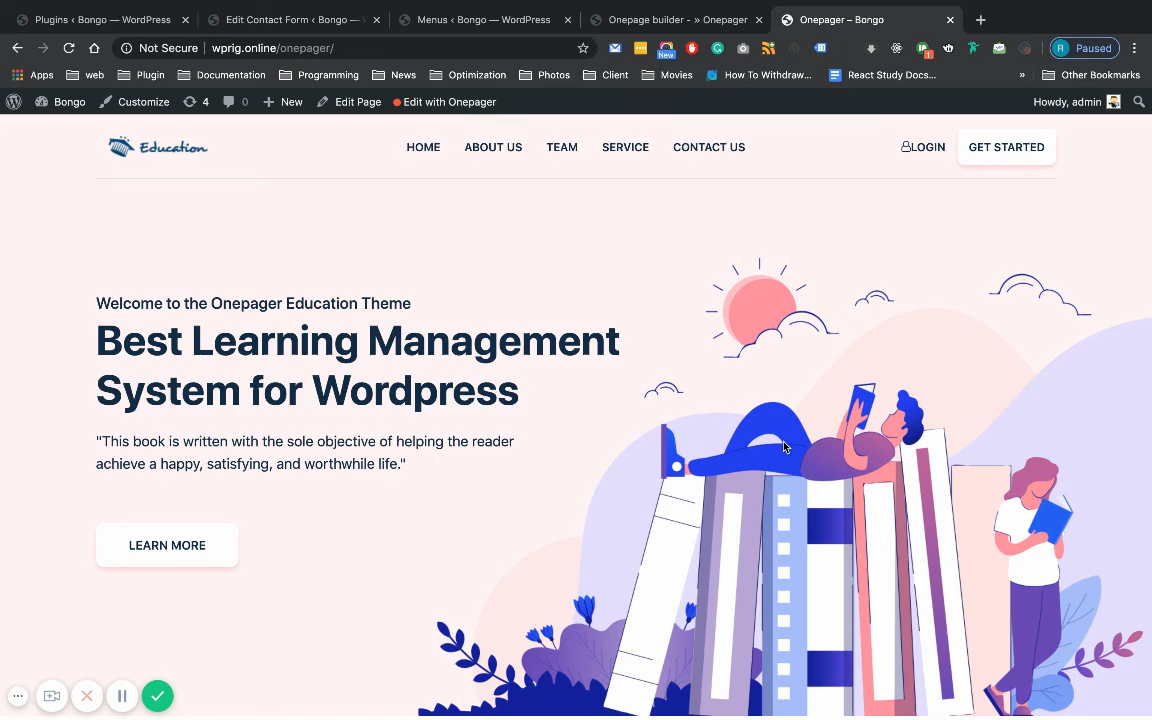 Plugins ‹ Bongo — WordPress
Edit Contact Form ‹ Bongo —
Menus ‹ Bongo — WordPress
Onepage builder - » Onepager
Onepager – Bongo
Not Secure | wprig.online/onepager/
New
1
R Paused
Apps
web
Plugin
Documentation
Programming
News
Optimization
Photos
Client
Movies
How To Withdraw...
React Study Docs...
»
Other Bookmarks
Bongo
Customize
4
0
New
Edit Page
Edit with Onepager
Howdy, admin
Education
HOME
ABOUT US
TEAM
SERVICE
CONTACT US
LOGIN
GET STARTED
Welcome to the Onepager Education Theme
Best Learning Management
System for Wordpress
"This book is written with the sole objective of helping the reader
achieve a happy, satisfying, and worthwhile life."
LEARN MORE